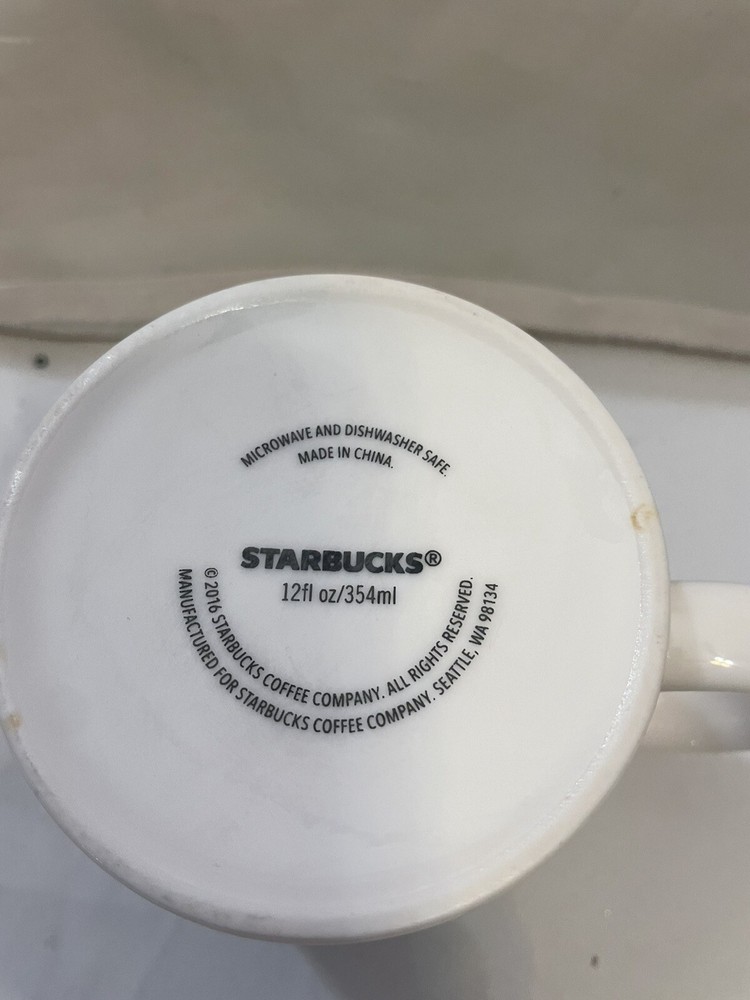 MICROWAVE AND DISHWASHER SAFE.
MADE IN CHINA.
STARBUCKS®
12fl oz/354ml
© 2016 STARBUCKS COFFEE COMPANY. ALL RIGHTS RESERVED.
MANUFACTURED FOR STARBUCKS COFFEE COMPANY. SEATTLE, WA 98134